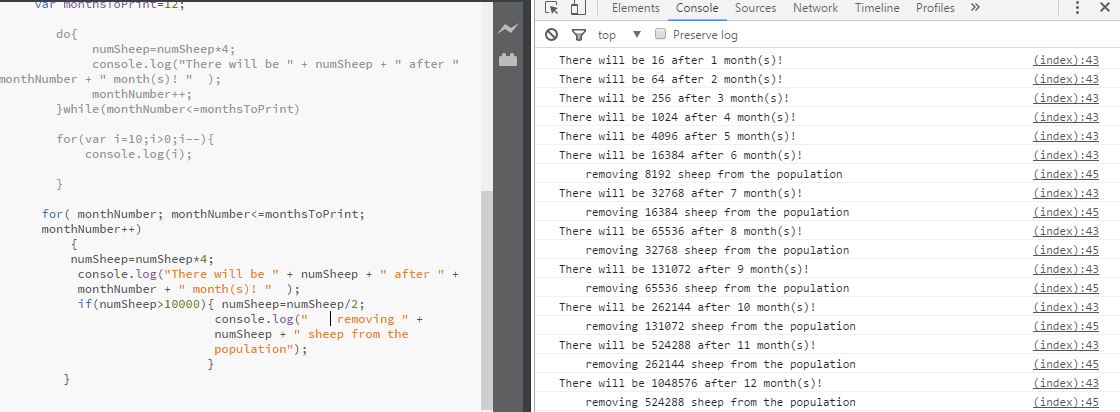 var monthsToPrint=12;
do{
numSheep=numSheep*4;
console.log("There will be " + numSheep + " after " +
monthNumber + " month(s)! "  );
monthNumber++;
}while(monthNumber<=monthsToPrint)
for(var i=10;i>0;i--){
console.log(i);
}
for( monthNumber; monthNumber<=monthsToPrint;
monthNumber++)
{
numSheep=numSheep*4;
console.log("There will be " + numSheep + " after " +
monthNumber + " month(s)! "  );
if(numSheep>10000){ numSheep=numSheep/2;
console.log("    removing " +
numSheep + " sheep from the
population");
}
}
Elements Console Sources Network Timeline Profiles »
top ▼ Preserve log
There will be 16 after 1 month(s)! (index):43
There will be 64 after 2 month(s)! (index):43
There will be 256 after 3 month(s)! (index):43
There will be 1024 after 4 month(s)! (index):43
There will be 4096 after 5 month(s)! (index):43
There will be 16384 after 6 month(s)! (index):43
removing 8192 sheep from the population (index):45
There will be 32768 after 7 month(s)! (index):43
removing 16384 sheep from the population (index):45
There will be 65536 after 8 month(s)! (index):43
removing 32768 sheep from the population (index):45
There will be 131072 after 9 month(s)! (index):43
removing 65536 sheep from the population (index):45
There will be 262144 after 10 month(s)! (index):43
removing 131072 sheep from the population (index):45
There will be 524288 after 11 month(s)! (index):43
removing 262144 sheep from the population (index):45
There will be 1048576 after 12 month(s)! (index):43
removing 524288 sheep from the population (index):45